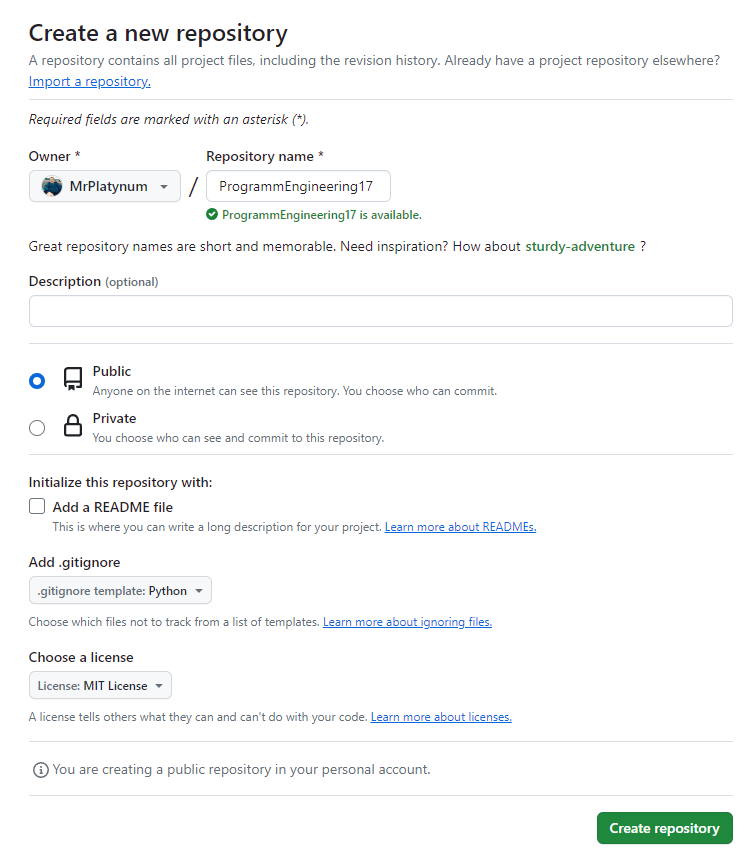 Create a new repository
A repository contains all project files, including the revision history. Already have a project repository elsewhere?
Import a repository.
Required fields are marked with an asterisk (*).
Owner * Repository name *
MrPlatynum / ProgrammEngineering17
ProgrammEngineering17 is available.
Great repository names are short and memorable. Need inspiration? How about sturdy-adventure ?
Description (optional)
Public
Anyone on the internet can see this repository. You choose who can commit.
Private
You choose who can see and commit to this repository.
Initialize this repository with:
Add a README file
This is where you can write a long description for your project. Learn more about READMEs.
Add .gitignore
.gitignore template: Python
Choose which files not to track from a list of templates. Learn more about ignoring files.
Choose a license
License: MIT License
A license tells others what they can and can't do with your code. Learn more about licenses.
You are creating a public repository in your personal account.
Create repository